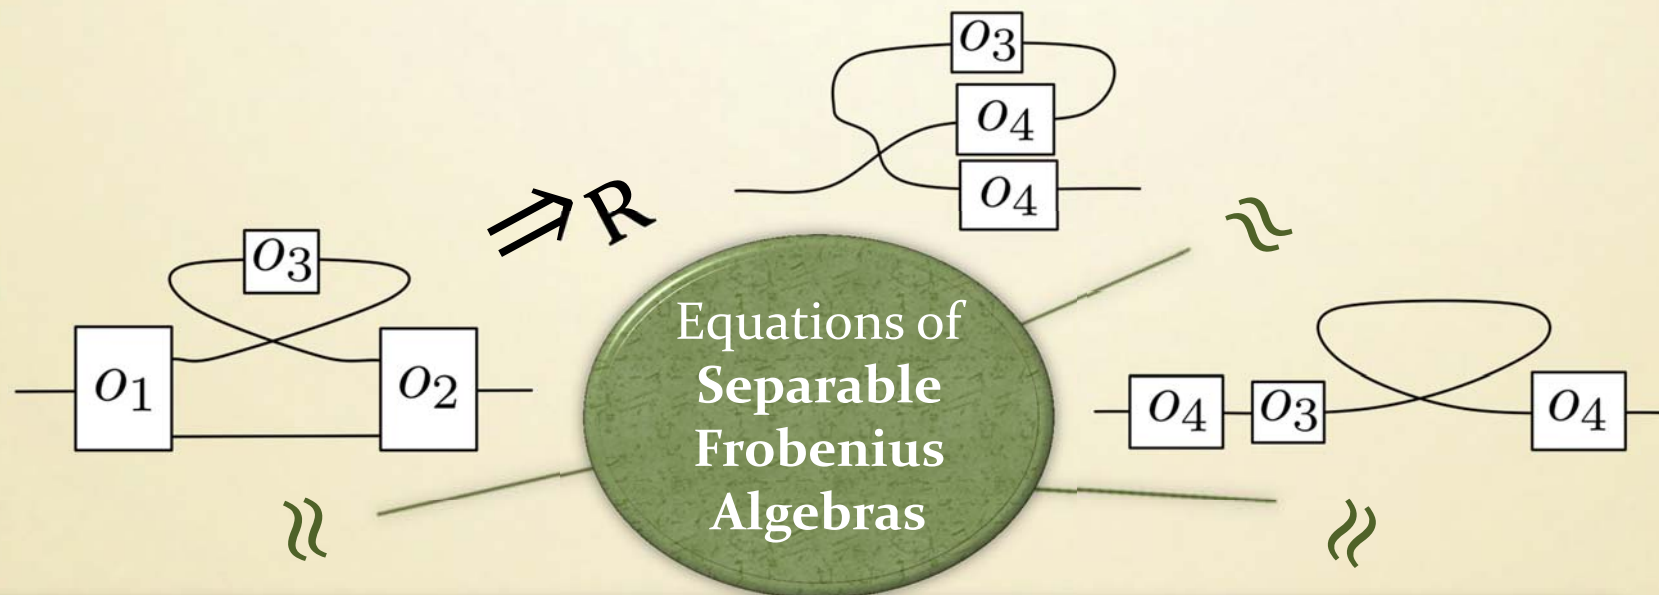 o3
o4
o4
⇒R
≈
o3
o1
o2
Equations of
Separable
Frobenius
Algebras
o4
o3
o4
≈
≈